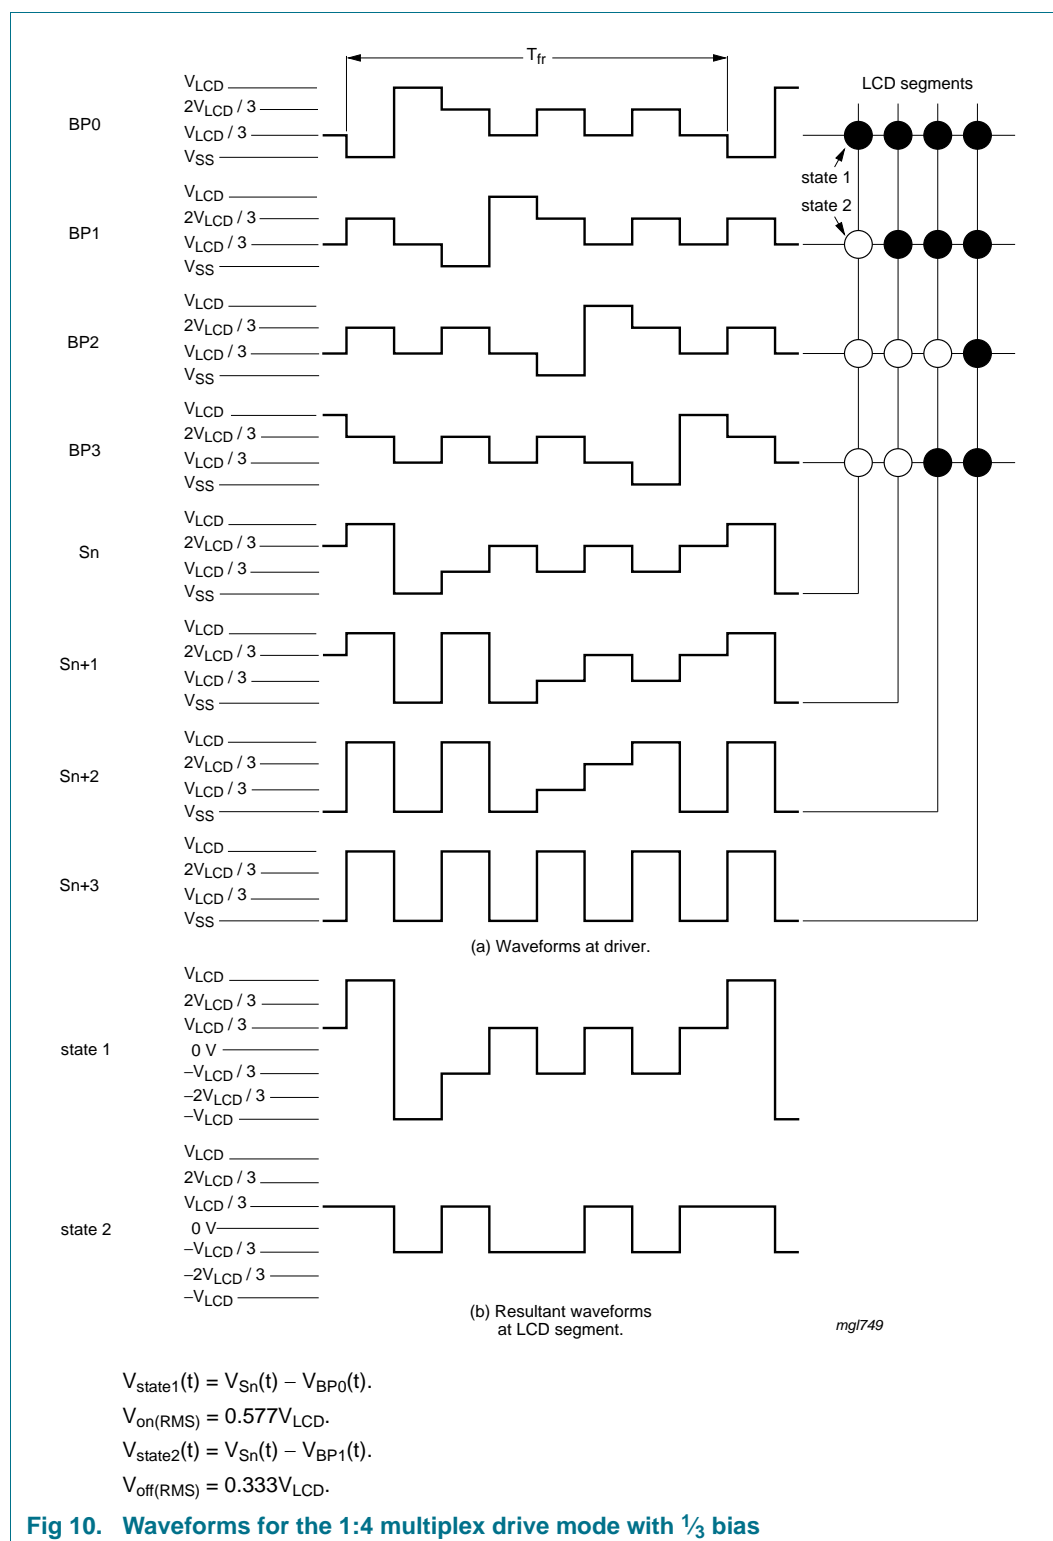 Tfr
LCD segments
BP0
VLCD
2VLCD / 3
VLCD / 3
VSS
state 1
state 2
BP1
VLCD
2VLCD / 3
VLCD / 3
VSS
BP2
VLCD
2VLCD / 3
VLCD / 3
VSS
BP3
VLCD
2VLCD / 3
VLCD / 3
VSS
Sn
VLCD
2VLCD / 3
VLCD / 3
VSS
Sn+1
VLCD
2VLCD / 3
VLCD / 3
VSS
Sn+2
VLCD
2VLCD / 3
VLCD / 3
VSS
Sn+3
VLCD
2VLCD / 3
VLCD / 3
VSS
(a) Waveforms at driver.
state 1
VLCD
2VLCD / 3
VLCD / 3
0 V
−VLCD / 3
−2VLCD / 3
−VLCD
state 2
VLCD
2VLCD / 3
VLCD / 3
0 V
−VLCD / 3
−2VLCD / 3
−VLCD
(b) Resultant waveforms
at LCD segment.
mgl749
Vstate1(t) = VSn(t) − VBP0(t).
Von(RMS) = 0.577VLCD.
Vstate2(t) = VSn(t) − VBP1(t).
Voff(RMS) = 0.333VLCD.
Fig 10. Waveforms for the 1:4 multiplex drive mode with 1⁄3 bias